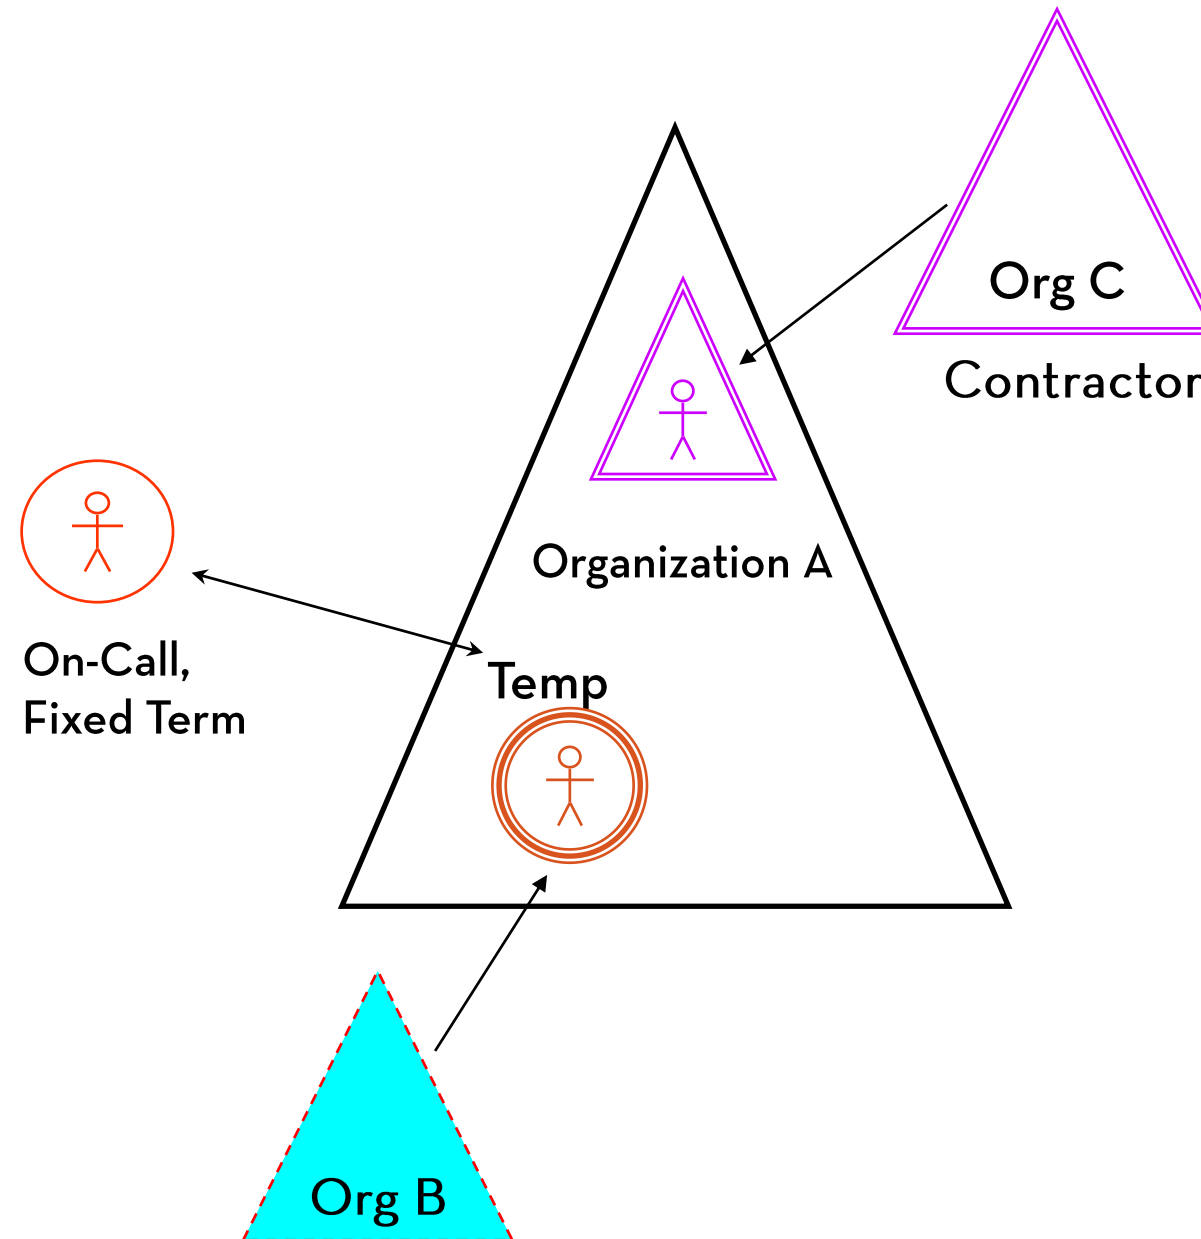 Org C
Contractor
Organization A
On-Call,
Fixed Term
Temp
Org B